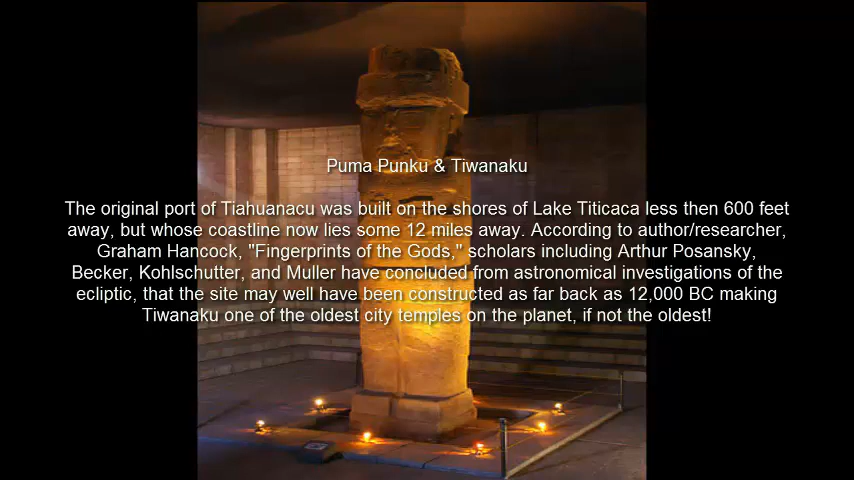 Puma Punku & Tiwanaku
The original port of Tiahuanacu was built on the shores of Lake Titicaca less then 600 feet
away, but whose coastline now lies some 12 miles away. According to author/researcher,
Graham Hancock, "Fingerprints of the Gods," scholars including Arthur Posansky,
Becker, Kohlschutter, and Muller have concluded from astronomical investigations of the
ecliptic, that the site may well have been constructed as far back as 12,000 BC making
Tiwanaku one of the oldest city temples on the planet, if not the oldest!